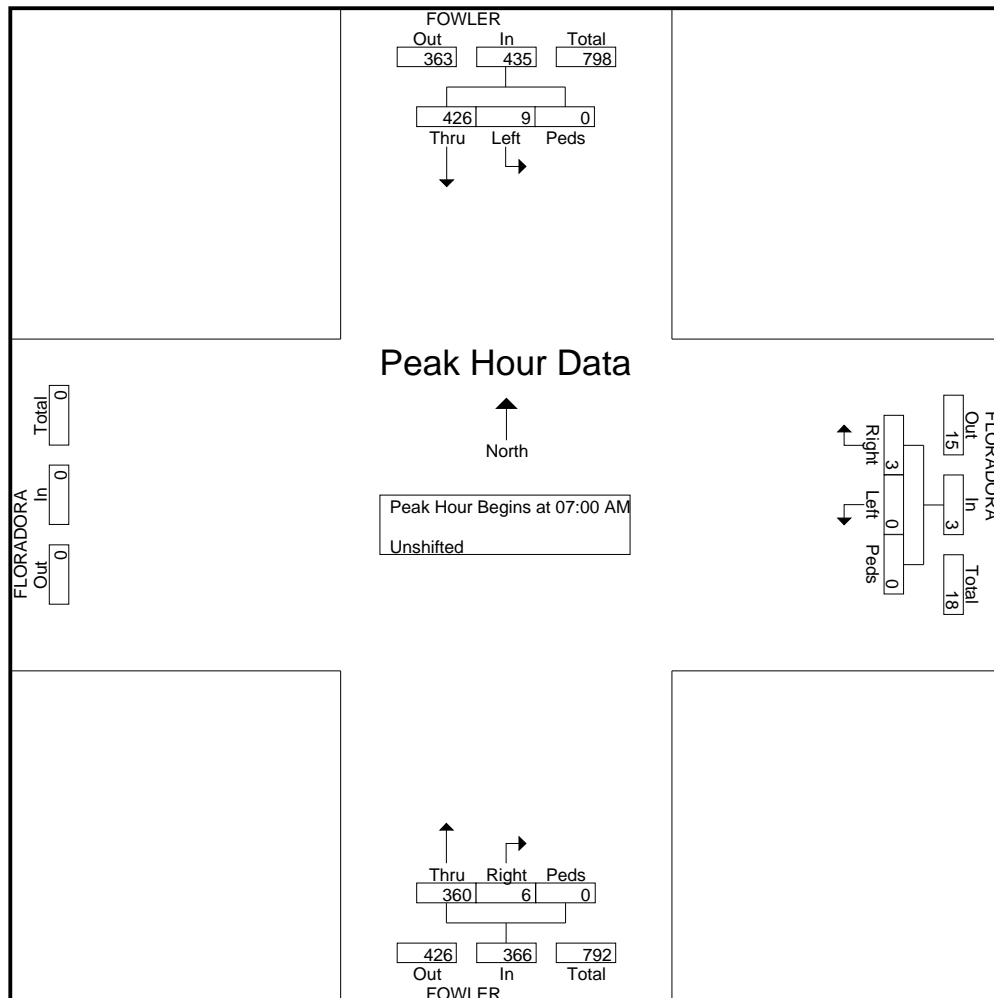 FOWLER
Out In Total
363 435 798
426 9 0
Thru Left Peds
Peak Hour Data
North
Peak Hour Begins at 07:00 AM
Unshifted
FLORADORA
Total In Out
0 0 0
FLORADORA
Out In Total
15 3 18
Right Left Peds
3 0 0
Thru Right Peds
360 6 0
426 366 792
Out In Total
FOWLER